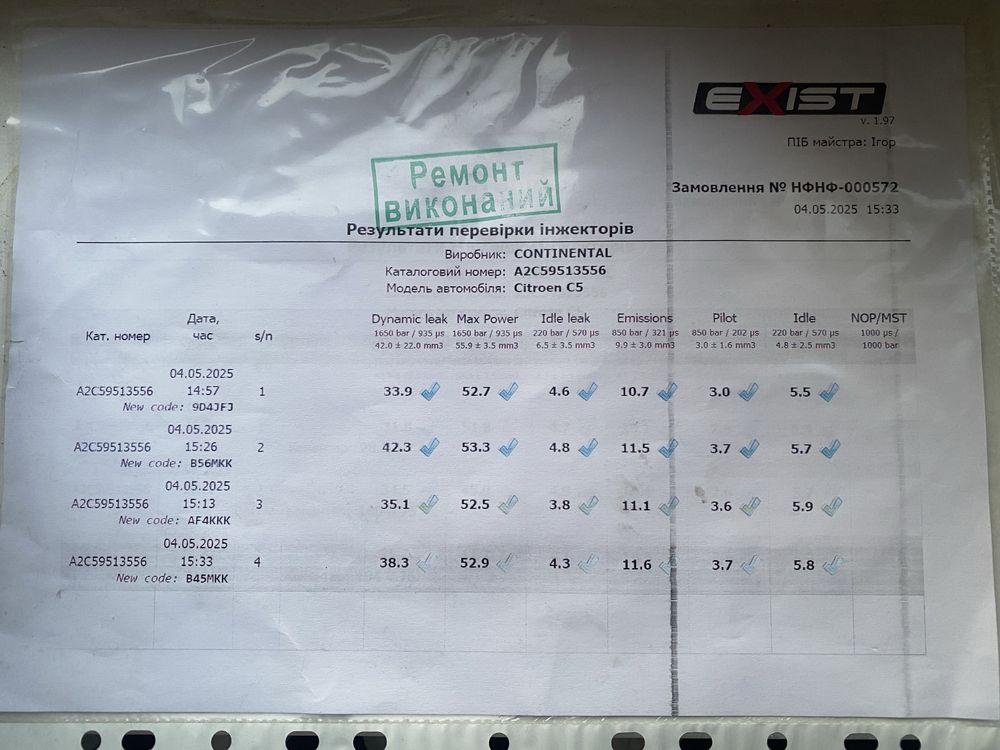 EXIST
v. 1.97
ПІБ майстра: Ігор
Ремонт
виконаний
Замовлення № НФНФ-000572
04.05.2025 15:33
Результати перевірки інжекторів
Виробник: CONTINENTAL
Каталоговий номер: A2C59513556
Модель автомобіля: Citroen C5
Кат. номер Дата, час s/n Dynamic leak Max Power Idle leak Emissions Pilot Idle NOP/MST
1650 bar / 935 µs 1650 bar / 935 µs 220 bar / 570 µs 850 bar / 321 µs 850 bar / 202 µs 220 bar / 570 µs 1000 µs /
42.0 ± 22.0 mm3 55.9 ± 3.5 mm3 6.5 ± 3.5 mm3 9.9 ± 3.0 mm3 3.0 ± 1.6 mm3 4.8 ± 2.5 mm3 1000 bar
04.05.2025
A2C59513556 14:57 1 33.9 52.7 4.6 10.7 3.0 5.5
New code: 9D4JFJ
04.05.2025
A2C59513556 15:26 2 42.3 53.3 4.8 11.5 3.7 5.7
New code: B56MKK
04.05.2025
A2C59513556 15:13 3 35.1 52.5 3.8 11.1 3.6 5.9
New code: AF4KKK
04.05.2025
A2C59513556 15:33 4 38.3 52.9 4.3 11.6 3.7 5.8
New code: B45MKK